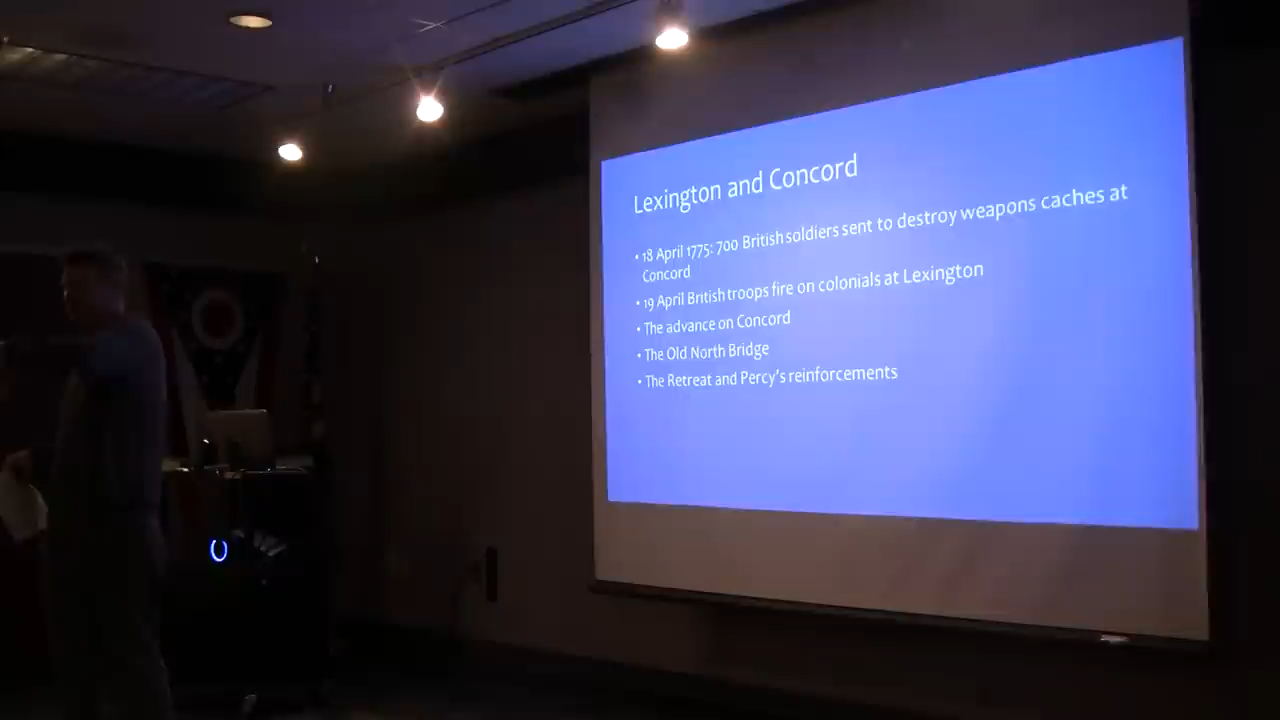 Lexington and Concord
• 18 April 1775: 700 British soldiers sent to destroy weapons caches at
Concord
• 19 April British troops fire on colonials at Lexington
• The advance on Concord
• The Old North Bridge
• The Retreat and Percy's reinforcements